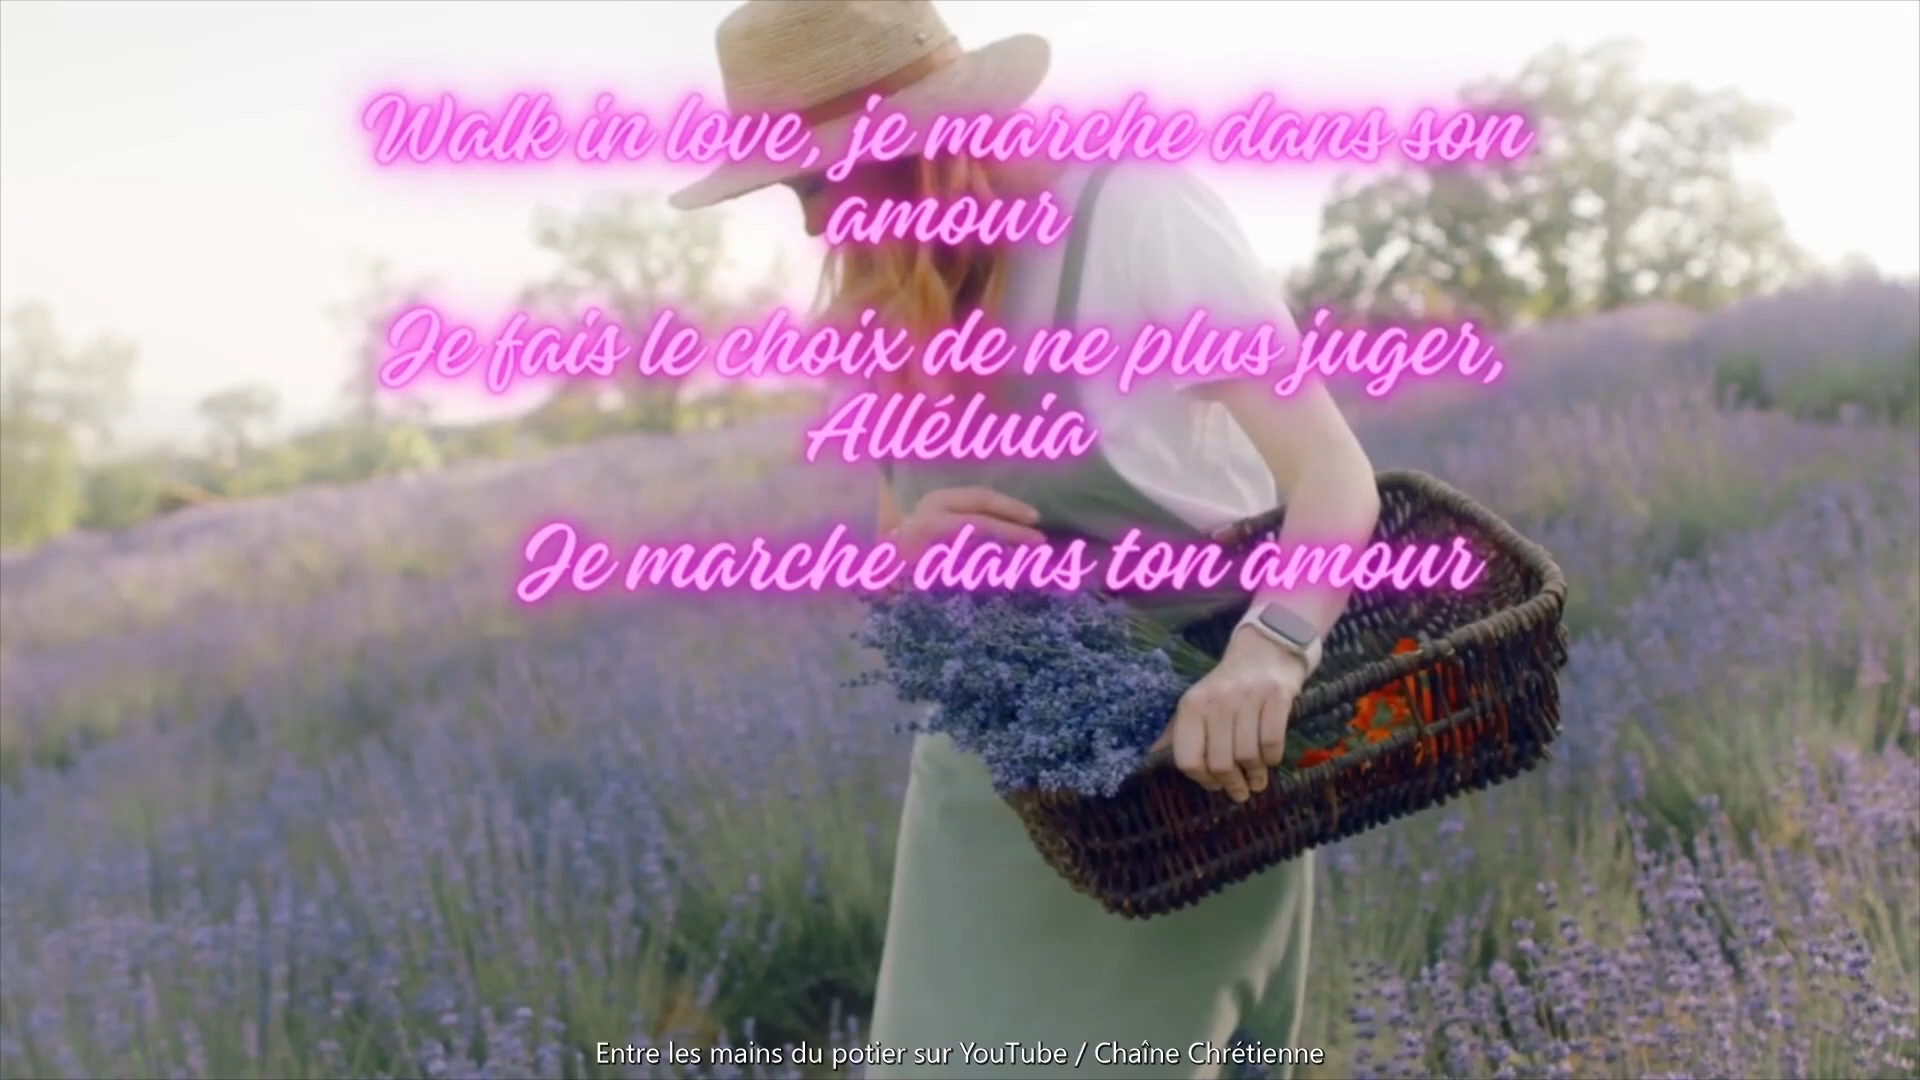 Walk in love, je marche dans son
amour
Je fais le choix de ne plus juger,
Alléluia
Je marche dans ton amour
Entre les mains du potier sur YouTube / Chaîne Chrétienne